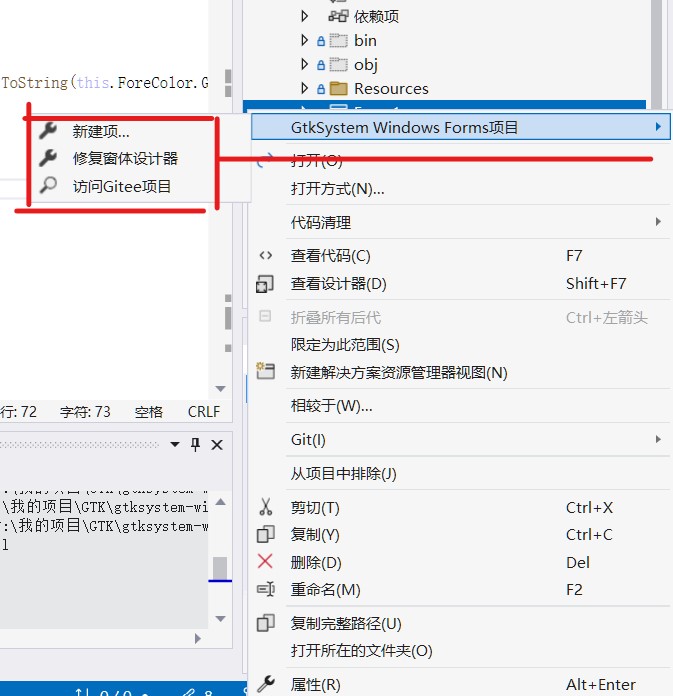 依赖项
bin
obj
Resources
ToString(this.ForeColor.G
新建项...
修复窗体设计器
访问Gitee项目
GtkSystem Windows Forms项目
打开(O)
打开方式(N)...
代码清理
查看代码(C) F7
查看设计器(D) Shift+F7
折叠所有后代 Ctrl+左箭头
限定为此范围(S)
新建解决方案资源管理器视图(N)
相较于(W)...
Git(I)
从项目中排除(J)
剪切(T) Ctrl+X
复制(Y) Ctrl+C
删除(D) Del
重命名(M) F2
复制完整路径(U)
打开所在的文件夹(O)
属性(R) Alt+Enter
行: 72 字符: 73 空格 CRLF
\我的项目\GTK\gtksystem-wi
:\我的项目\GTK\gtksystem-w
l